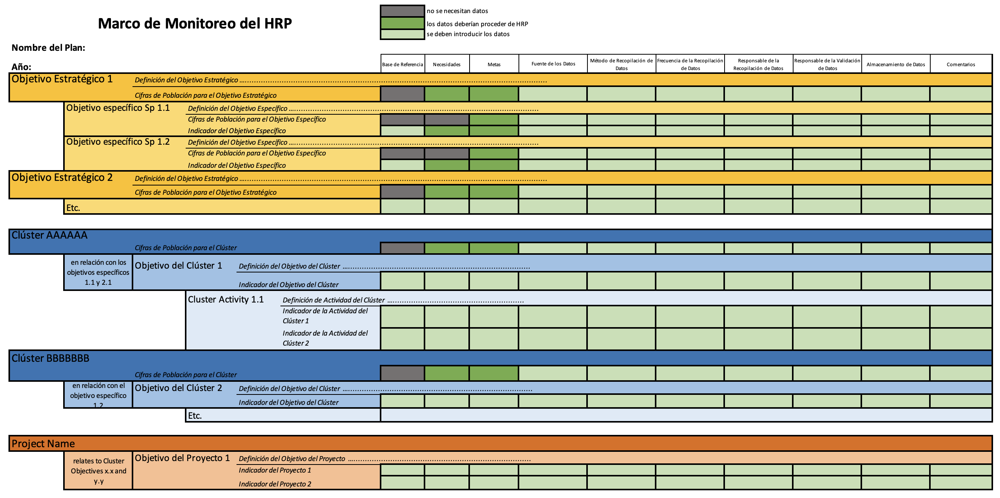 no se necesitan datos
Marco de Monitoreo del HRP
los datos deberían proceder de HRP
se deben introducir los datos
Nombre del Plan:
Año:
Base de Referencia
Necesidades
Metas
Fuente de los Datos
Método de Recopilación de
Datos
Frecuencia de la Recopilación
de Datos
Responsable de la
Recopilación de Datos
Responsable de la Validación
de Datos
Almacenamiento de Datos
Comentarios
Objetivo Estratégico 1
Definición del Objetivo Estratégico ...……………………………………………………………………………………………………………………
Cifras de Población para el Objetivo Estratégico
Objetivo específico Sp 1.1
Definición del Objetivo Específico ...………………………………………………………………………………………………
Cifras de Población para el Objetivo Específico
Indicador del Objetivo Específico
Objetivo específico Sp 1.2
Definición del Objetivo Específico ...………………………………………………………………………………………………
Cifras de Población para el Objetivo Específico
Indicador del Objetivo Específico
Objetivo Estratégico 2
Definición del Objetivo Estratégico ...……………………………………………………………………………………………………………………
Cifras de Población para el Objetivo Estratégico
Etc.
Clúster AAAAAA
Cifras de Población para el Clúster
en relación con los
objetivos específicos
1.1 y 2.1
Objetivo del Clúster 1
Definición del Objetivo del Clúster ...………………………………………………………………………
Indicador del Objetivo del Clúster
Cluster Activity 1.1
Definición de Actividad del Clúster ...…………………………………………………
Indicador de la Actividad del
Clúster 1
Indicador de la Actividad del
Clúster 2
Clúster BBBBBBB
Cifras de Población para el Clúster
en relación con el
objetivo específico
1.2
Objetivo del Clúster 2
Definición del Objetivo del Clúster ...………………………………………………………………………
Indicador del Objetivo del Clúster
Etc.
Project Name
relates to Cluster
Objectives x.x and
y.y
Objetivo del Proyecto 1
Definición del Objetivo del Proyecto ...……………………………………………………………………
Indicador del Proyecto 1
Indicador del Proyecto 2